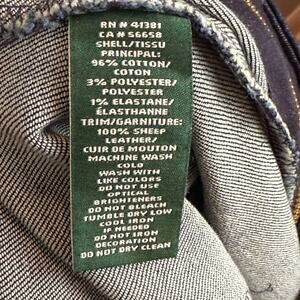 RN # 41381
CA # 56658
SHELL/TISSU
PRINCIPAL:
96% COTTON/
COTON
3% POLYESTER/
POLYESTER
1% ELASTANE/
ÉLASTHANNE
TRIM/GARNITURE:
100% SHEEP
LEATHER/
CUIR DE MOUTON
MACHINE WASH
COLD
WASH WITH
LIKE COLORS
DO NOT USE
OPTICAL
BRIGHTENERS
DO NOT BLEACH
TUMBLE DRY LOW
COOL IRON
IF NEEDED
DO NOT IRON
DECORATION
DO NOT DRY CLEAN